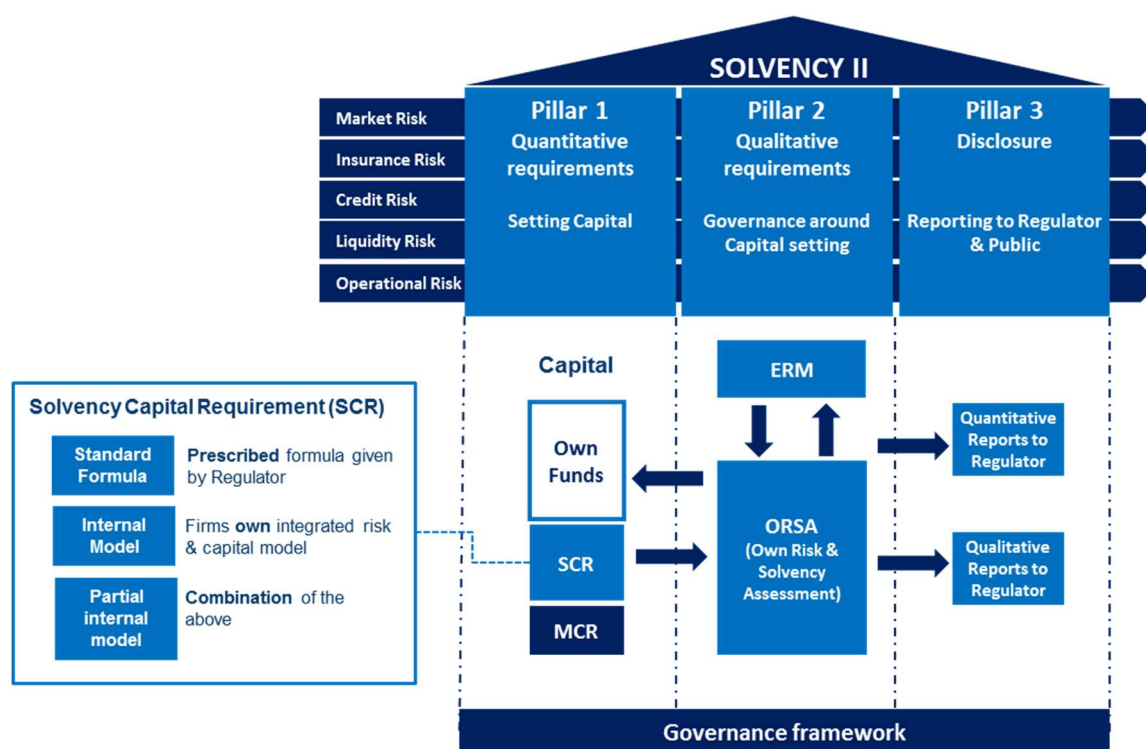 SOLVENCY II
Market Risk
Insurance Risk
Credit Risk
Liquidity Risk
Operational Risk
Pillar 1
Quantitative
requirements
Setting Capital
Pillar 2
Qualitative
requirements
Governance around
Capital setting
Pillar 3
Disclosure
Reporting to Regulator
& Public
Solvency Capital Requirement (SCR)
Standard
Formula
Prescribed formula given
by Regulator
Internal
Model
Firms own integrated risk
& capital model
Partial
internal
model
Combination of the
above
Capital
Own
Funds
SCR
MCR
ERM
ORSA
(Own Risk &
Solvency
Assessment)
Quantitative
Reports to
Regulator
Qualitative
Reports to
Regulator
Governance framework